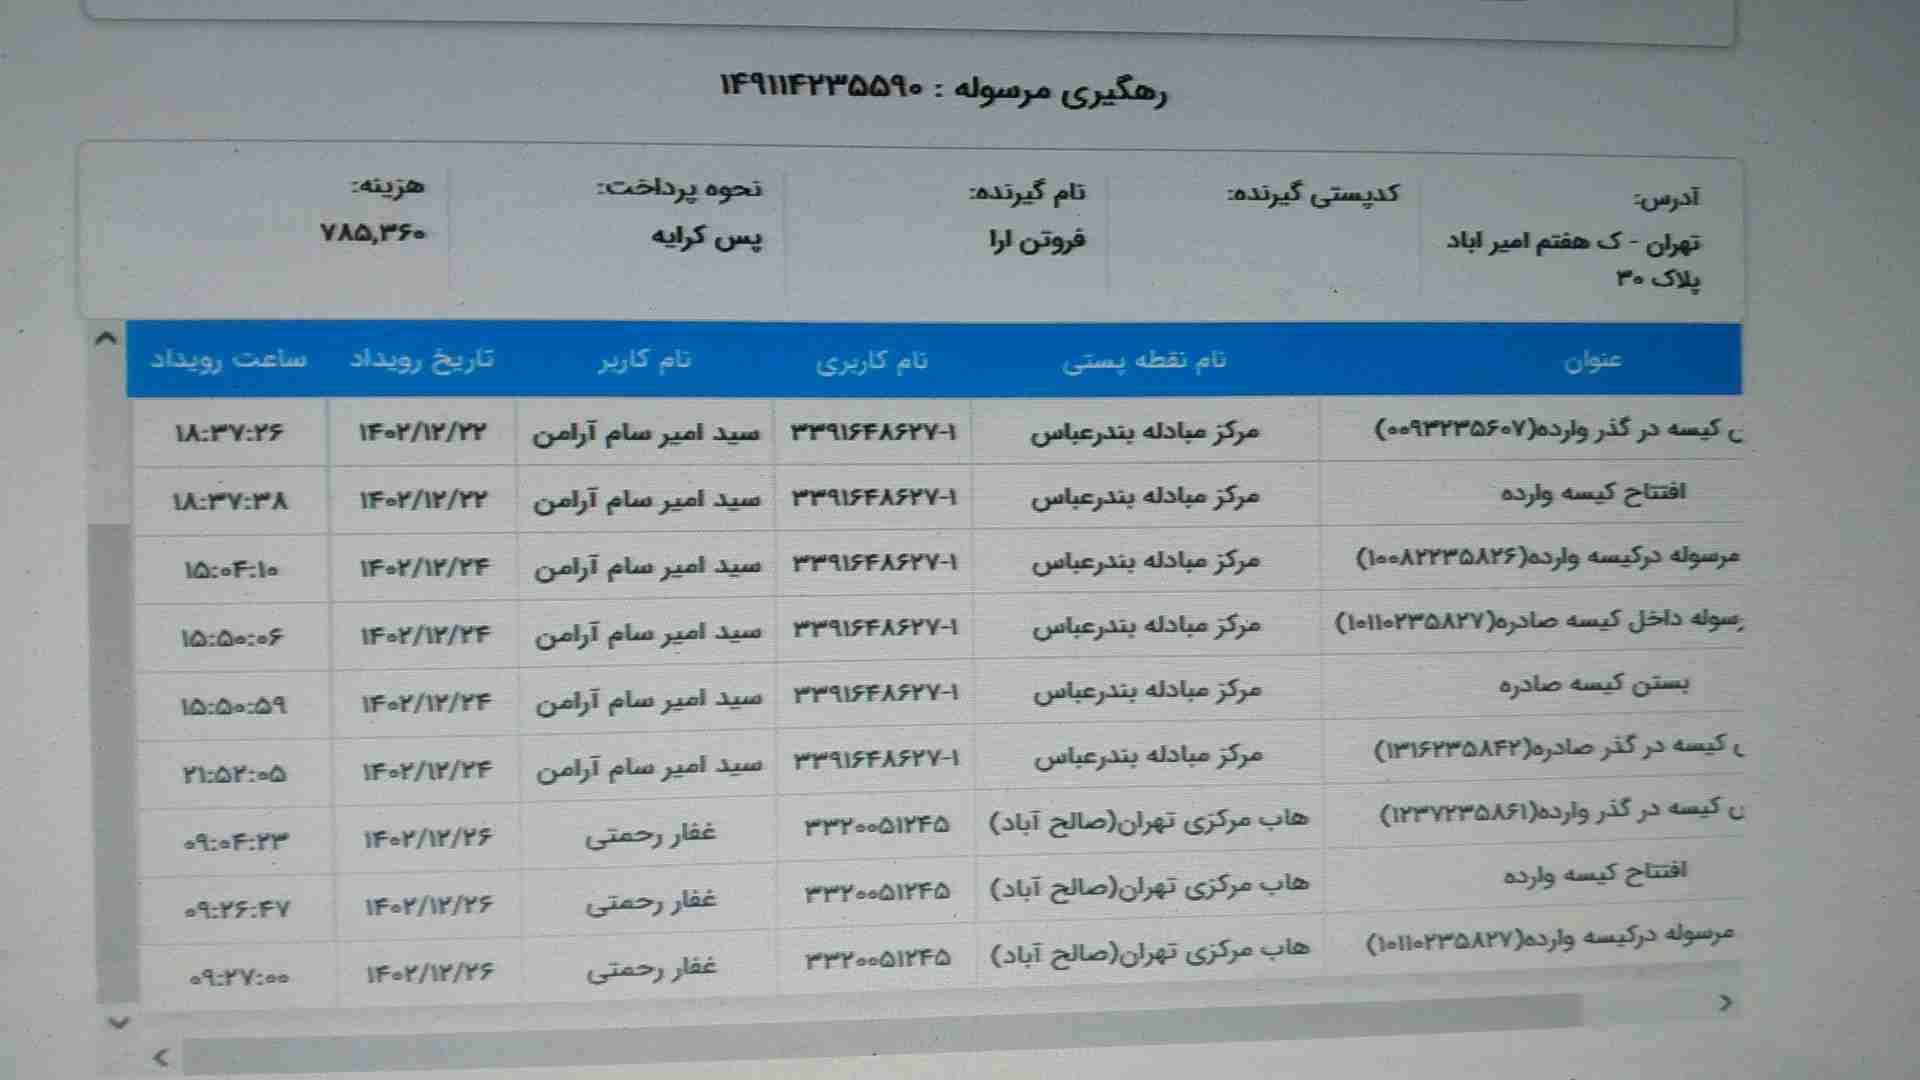 رهگیری مرسوله : ۱۴۹۱۱۴۲۳۵۵۹۰
آدرس: کدپستی گیرنده: نام گیرنده: نحوه پرداخت: هزینه:
تهران - ک هفتم امیر اباد فروتن ارا پس کرایه ۷۸۵,۳۶۰
پلاک ۳۰
عنوان نام نقطه پستی نام کاربری نام کاربر تاریخ رویداد ساعت رویداد
کیسه در گذر وارده(۰۰۹۳۲۳۵۶۰۷) مرکز مبادله بندرعباس ۳۳۹۱۶۴۸۶۲۷-۱ سید امیر سام آرامن ۱۴۰۲/۱۲/۲۲ ۱۸:۳۷:۲۶
افتتاح کیسه وارده مرکز مبادله بندرعباس ۳۳۹۱۶۴۸۶۲۷-۱ سید امیر سام آرامن ۱۴۰۲/۱۲/۲۲ ۱۸:۳۷:۳۸
مرسوله درکیسه وارده(۱۰۰۸۲۲۳۵۸۲۶) مرکز مبادله بندرعباس ۳۳۹۱۶۴۸۶۲۷-۱ سید امیر سام آرامن ۱۴۰۲/۱۲/۲۴ ۱۵:۰۴:۱۰
رسوله داخل کیسه صادره(۱۰۱۱۰۲۳۵۸۲۷) مرکز مبادله بندرعباس ۳۳۹۱۶۴۸۶۲۷-۱ سید امیر سام آرامن ۱۴۰۲/۱۲/۲۴ ۱۵:۵۰:۰۶
بستن کیسه صادره مرکز مبادله بندرعباس ۳۳۹۱۶۴۸۶۲۷-۱ سید امیر سام آرامن ۱۴۰۲/۱۲/۲۴ ۱۵:۵۰:۵۹
کیسه در گذر صادره(۱۳۱۶۲۳۵۸۴۲) مرکز مبادله بندرعباس ۳۳۹۱۶۴۸۶۲۷-۱ سید امیر سام آرامن ۱۴۰۲/۱۲/۲۴ ۲۱:۵۲:۰۵
کیسه در گذر وارده(۱۲۳۷۲۳۵۸۶۱) هاب مرکزی تهران(صالح آباد) ۳۳۲۰۰۵۱۲۴۵ غفار رحمتی ۱۴۰۲/۱۲/۲۶ ۰۹:۰۴:۲۳
افتتاح کیسه وارده هاب مرکزی تهران(صالح آباد) ۳۳۲۰۰۵۱۲۴۵ غفار رحمتی ۱۴۰۲/۱۲/۲۶ ۰۹:۲۶:۴۷
مرسوله درکیسه وارده(۱۰۱۱۰۲۳۵۸۲۷) هاب مرکزی تهران(صالح آباد) ۳۳۲۰۰۵۱۲۴۵ غفار رحمتی ۱۴۰۲/۱۲/۲۶ ۰۹:۲۷:۰۰